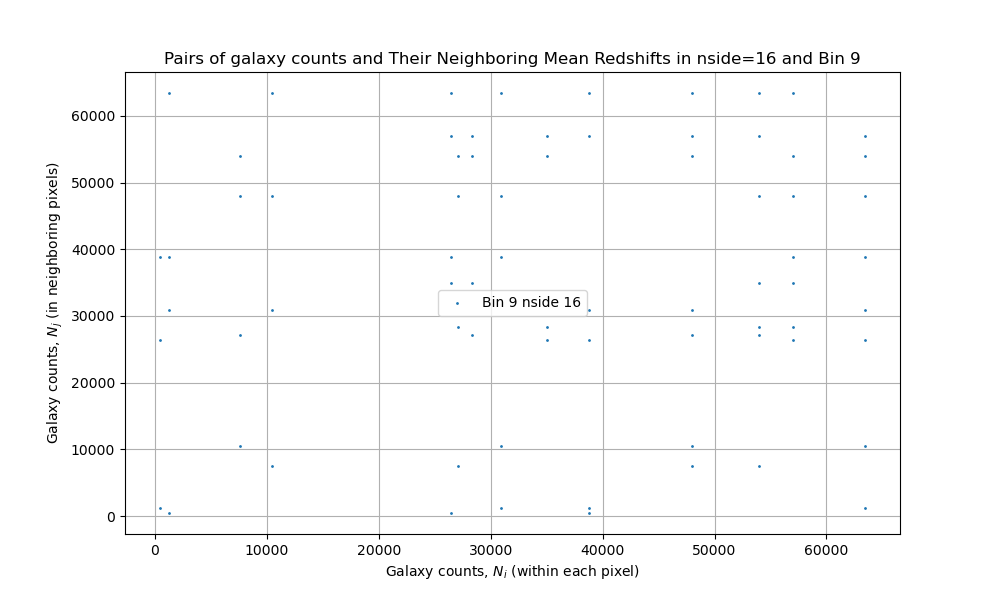 Pairs of galaxy counts and Their Neighboring Mean Redshifts in nside=16 and Bin 9
60000
50000
40000
30000
20000
10000
0
Galaxy counts, $N_j$ (in neighboring pixels)
Bin 9 nside 16
0 10000 20000 30000 40000 50000 60000
Galaxy counts, $N_i$ (within each pixel)